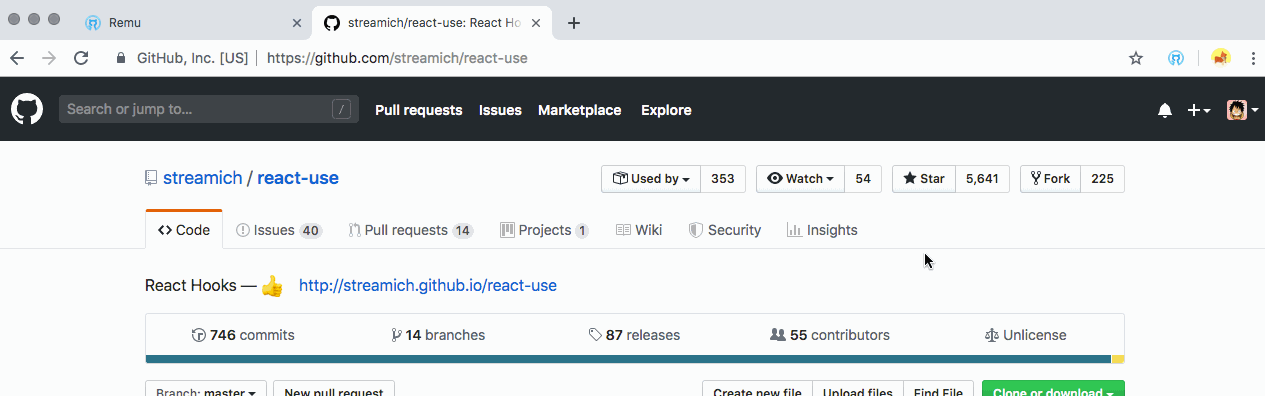 Remu
streamich/react-use: React Ho
GitHub, Inc. [US] | https://github.com/streamich/react-use
Search or jump to... / Pull requests Issues Marketplace Explore
streamich / react-use Used by 353 Watch 54 Star 5,641 Fork 225
Code Issues 40 Pull requests 14 Projects 1 Wiki Security Insights
React Hooks — 👍 http://streamich.github.io/react-use
746 commits 14 branches 87 releases 55 contributors Unlicense
Branch: master New pull request Create new file Upload files Find File Clone or download